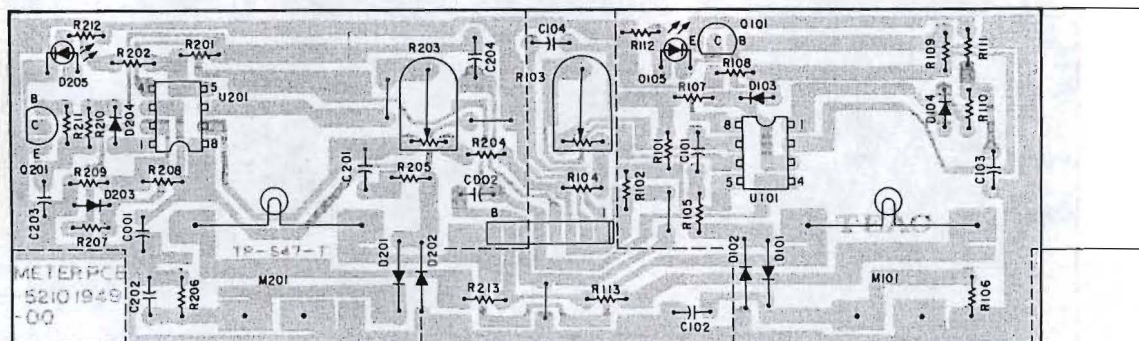 R212
R202
R201
R203
C204
C104
R112
Q101
E C B
R109
R111
D205
U201
5
R103
D105
R108
R107
D103
D104
R110
B
C
E
R211
R210
D204
1
8
8
1
R101
C101
C103
Q201
R209
R208
C201
R204
R205
R104
5
4
U101
D203
C002
R102
R105
C203
R207
C001
B
TEAC
TP-547-T
D201
D202
D102
D101
METER PCB
52101949
-00
C202
R206
M201
R213
R113
M101
R106
C102